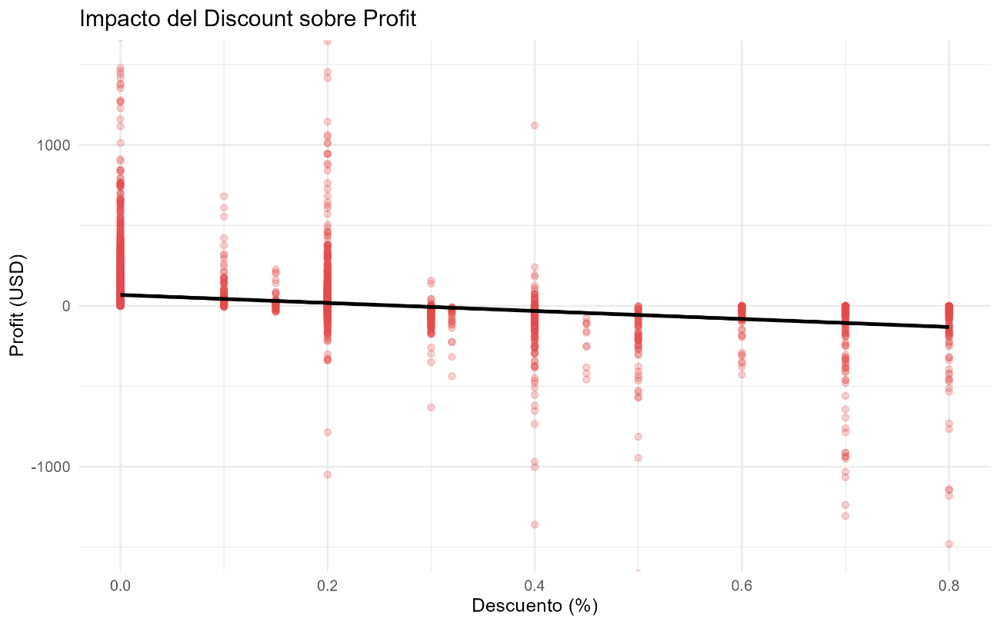 Impacto del Discount sobre Profit
Profit (USD)
1000
0
-1000
0.0 0.2 0.4 0.6 0.8
Descuento (%)